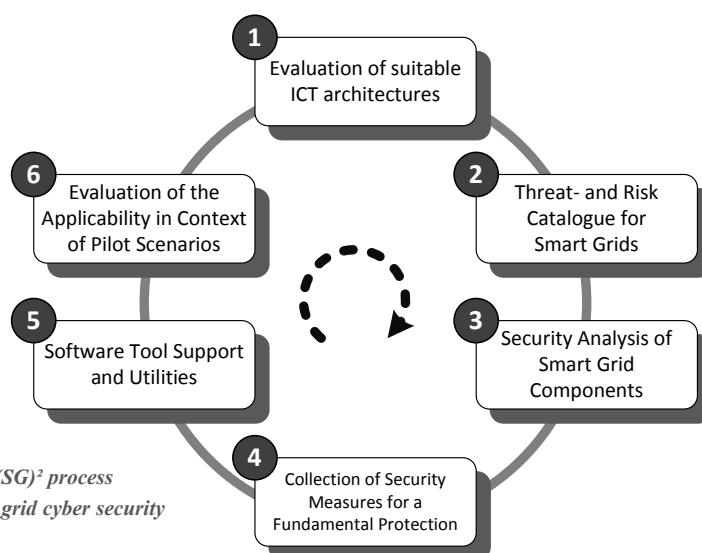 1
Evaluation of suitable
ICT architectures
2
Threat- and Risk
Catalogue for
Smart Grids
3
Security Analysis of
Smart Grid
Components
4
Collection of Security
Measures for a
Fundamental Protection
5
Software Tool Support
and Utilities
6
Evaluation of the
Applicability in Context
of Pilot Scenarios
(SG)² process
grid cyber security